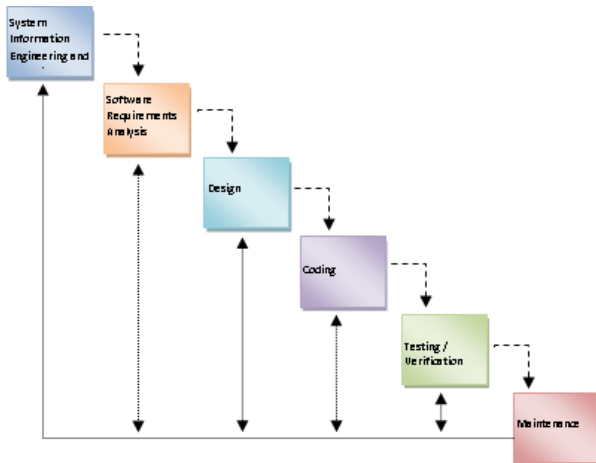 System
Information
Engineering and
Software
Requirements
Analysis
Design
Coding
Testing /
Verification
Maintenance